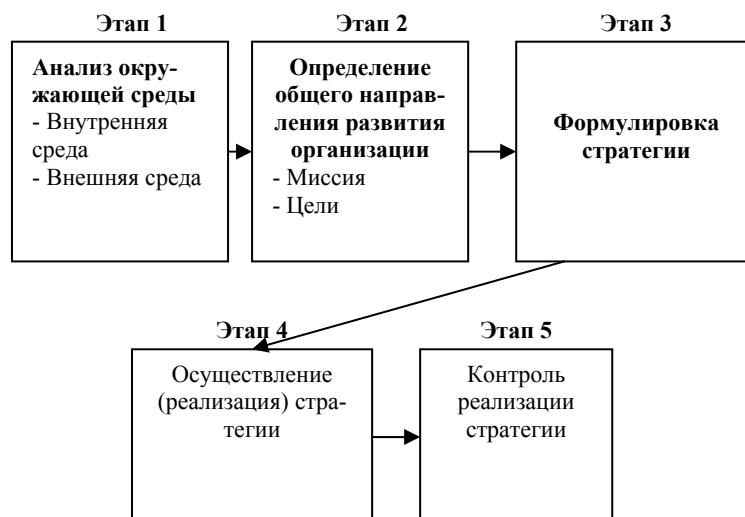 Этап 1
Этап 2
Этап 3
Анализ окру-
жающей среды
- Внутренняя
среда
- Внешняя среда
Определение
общего направ-
ления развития
организации
- Миссия
- Цели
Формулировка
стратегии
Этап 4
Этап 5
Осуществление
(реализация) стра-
тегии
Контроль
реализации
стратегии